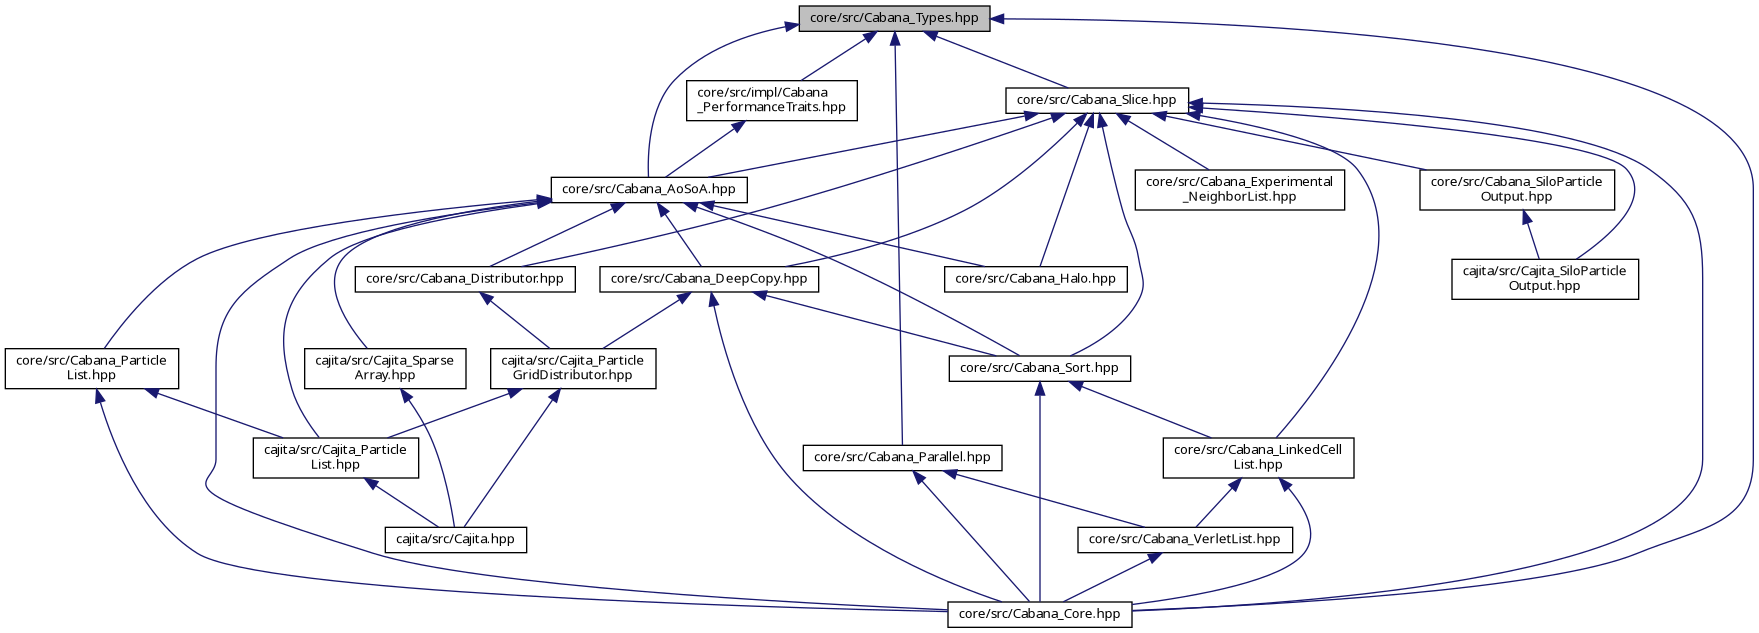 core/src/Cabana_Types.hpp
core/src/impl/Cabana
_PerformanceTraits.hpp
core/src/Cabana_Slice.hpp
core/src/Cabana_AoSoA.hpp
core/src/Cabana_Experimental
_NeighborList.hpp
core/src/Cabana_SiloParticle
Output.hpp
core/src/Cabana_Distributor.hpp
core/src/Cabana_DeepCopy.hpp
core/src/Cabana_Halo.hpp
cajita/src/Cajita_SiloParticle
Output.hpp
core/src/Cabana_Particle
List.hpp
cajita/src/Cajita_Sparse
Array.hpp
cajita/src/Cajita_Particle
GridDistributor.hpp
core/src/Cabana_Sort.hpp
cajita/src/Cajita_Particle
List.hpp
core/src/Cabana_Parallel.hpp
core/src/Cabana_LinkedCell
List.hpp
cajita/src/Cajita.hpp
core/src/Cabana_VerletList.hpp
core/src/Cabana_Core.hpp